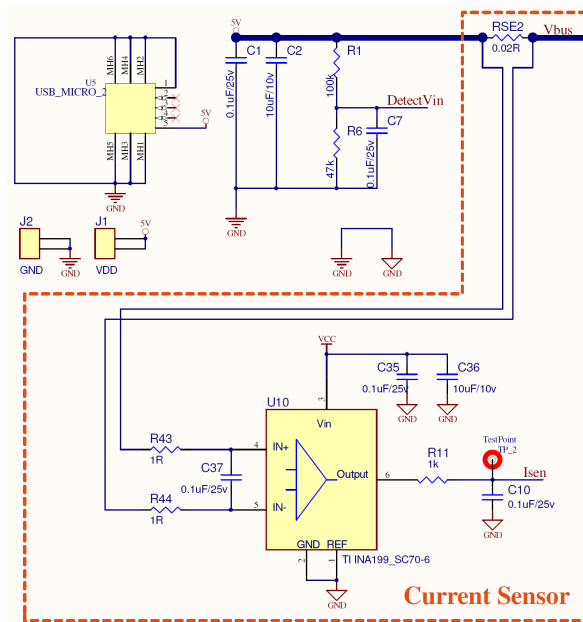 5V
RSE2
Vbus
0.02R
C1
C2
R1
0.1uF/25v
10uF/10v
100k
DetectVin
R6
C7
47k
0.1uF/25v
GND
U5
USB_MICRO_2
MH6
MH4
MH2
1
2
3
4
5
5V
MH5
MH3
MH1
GND
J2
GND
GND
J1
5V
VDD
GND
GND
VCC
C35
0.1uF/25v
C36
10uF/10v
GND
GND
U10
3
Vin
R43
1R
4
IN+
C37
0.1uF/25v
R44
1R
5
IN-
Output
6
R11
1k
TestPoint
TP_2
Isen
C10
0.1uF/25v
GND
GND
REF
2
1
TI INA199_SC70-6
GND
Current Sensor